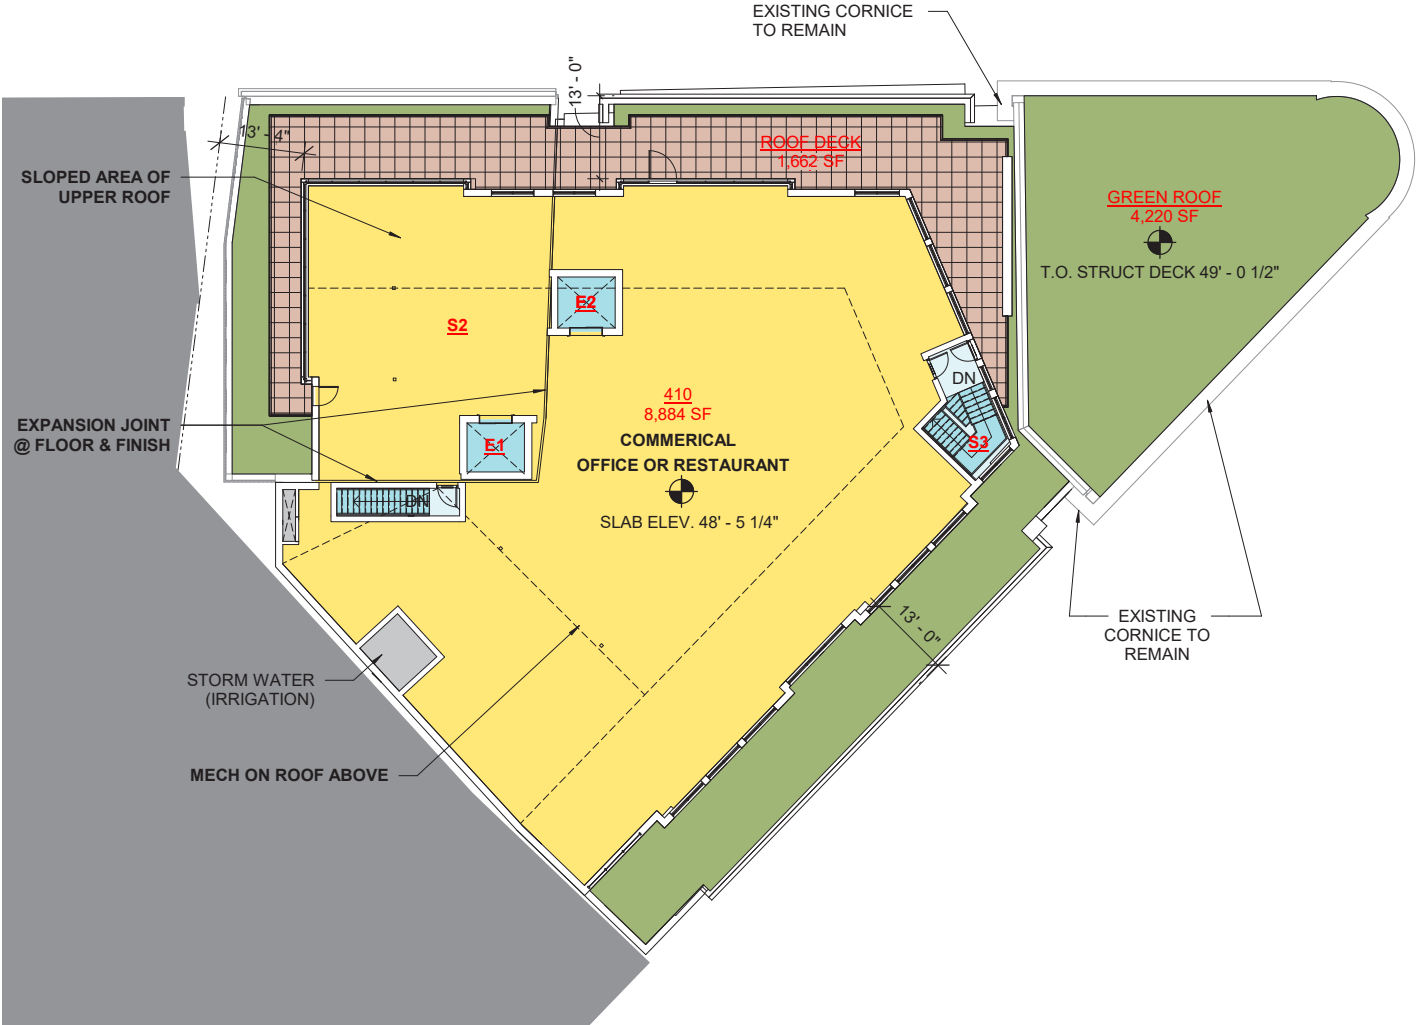 EXISTING CORNICE
TO REMAIN
13' - 0"
13' - 4"
ROOF DECK
1,662 SF
SLOPED AREA OF
UPPER ROOF
GREEN ROOF
4,220 SF
T.O. STRUCT DECK 49' - 0 1/2"
E2
S2
DN
410
8,884 SF
EXPANSION JOINT
@ FLOOR & FINISH
COMMERICAL
OFFICE OR RESTAURANT
E1
S3
DN
SLAB ELEV. 48' - 5 1/4"
13' - 0"
EXISTING
CORNICE TO
REMAIN
STORM WATER
(IRRIGATION)
MECH ON ROOF ABOVE